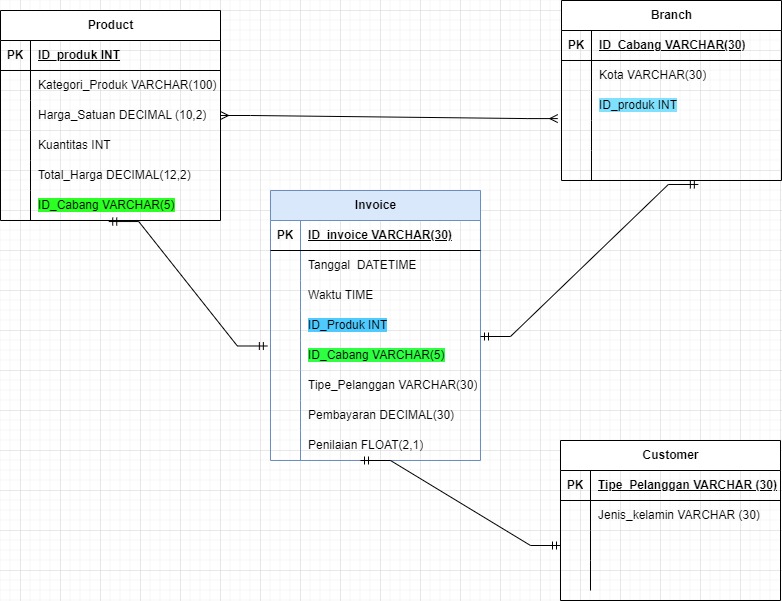 Product
PK ID_produk INT
Kategori_Produk VARCHAR(100)
Harga_Satuan DECIMAL (10,2)
Kuantitas INT
Total_Harga DECIMAL(12,2)
ID_Cabang VARCHAR(5)
Branch
PK ID_Cabang VARCHAR(30)
Kota VARCHAR(30)
ID_produk INT
Invoice
PK ID_invoice VARCHAR(30)
Tanggal DATETIME
Waktu TIME
ID_Produk INT
ID_Cabang VARCHAR(5)
Tipe_Pelanggan VARCHAR(30)
Pembayaran DECIMAL(30)
Penilaian FLOAT(2,1)
Customer
PK Tipe_Pelanggan VARCHAR (30)
Jenis_kelamin VARCHAR (30)